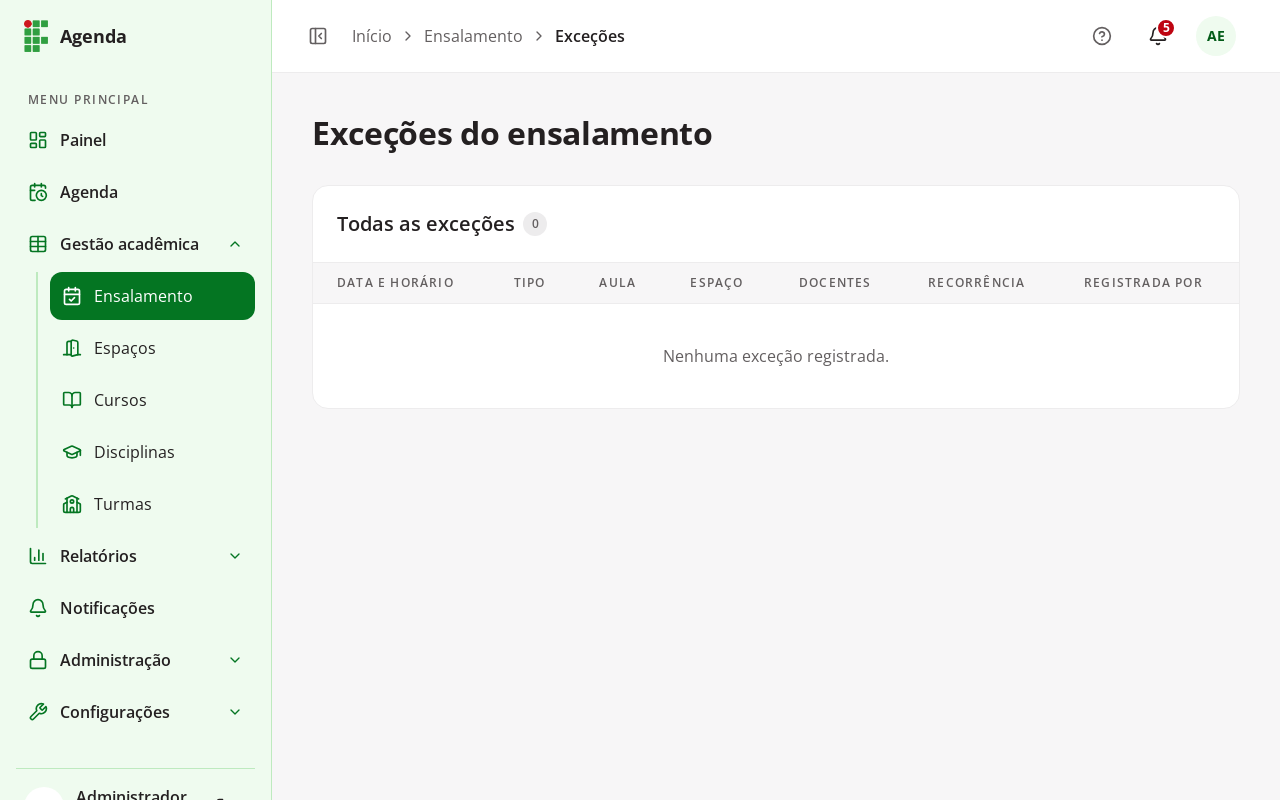 Agenda
MENU PRINCIPAL
Painel
Agenda
Gestão acadêmica
Ensalamento
Espaços
Cursos
Disciplinas
Turmas
Relatórios
Notificações
Administração
Configurações
Administrador
Início
Ensalamento
Exceções
5
AE
Exceções do ensalamento
Todas as exceções 0
DATA E HORÁRIO TIPO AULA ESPAÇO DOCENTES RECORRÊNCIA REGISTRADA POR
Nenhuma exceção registrada.